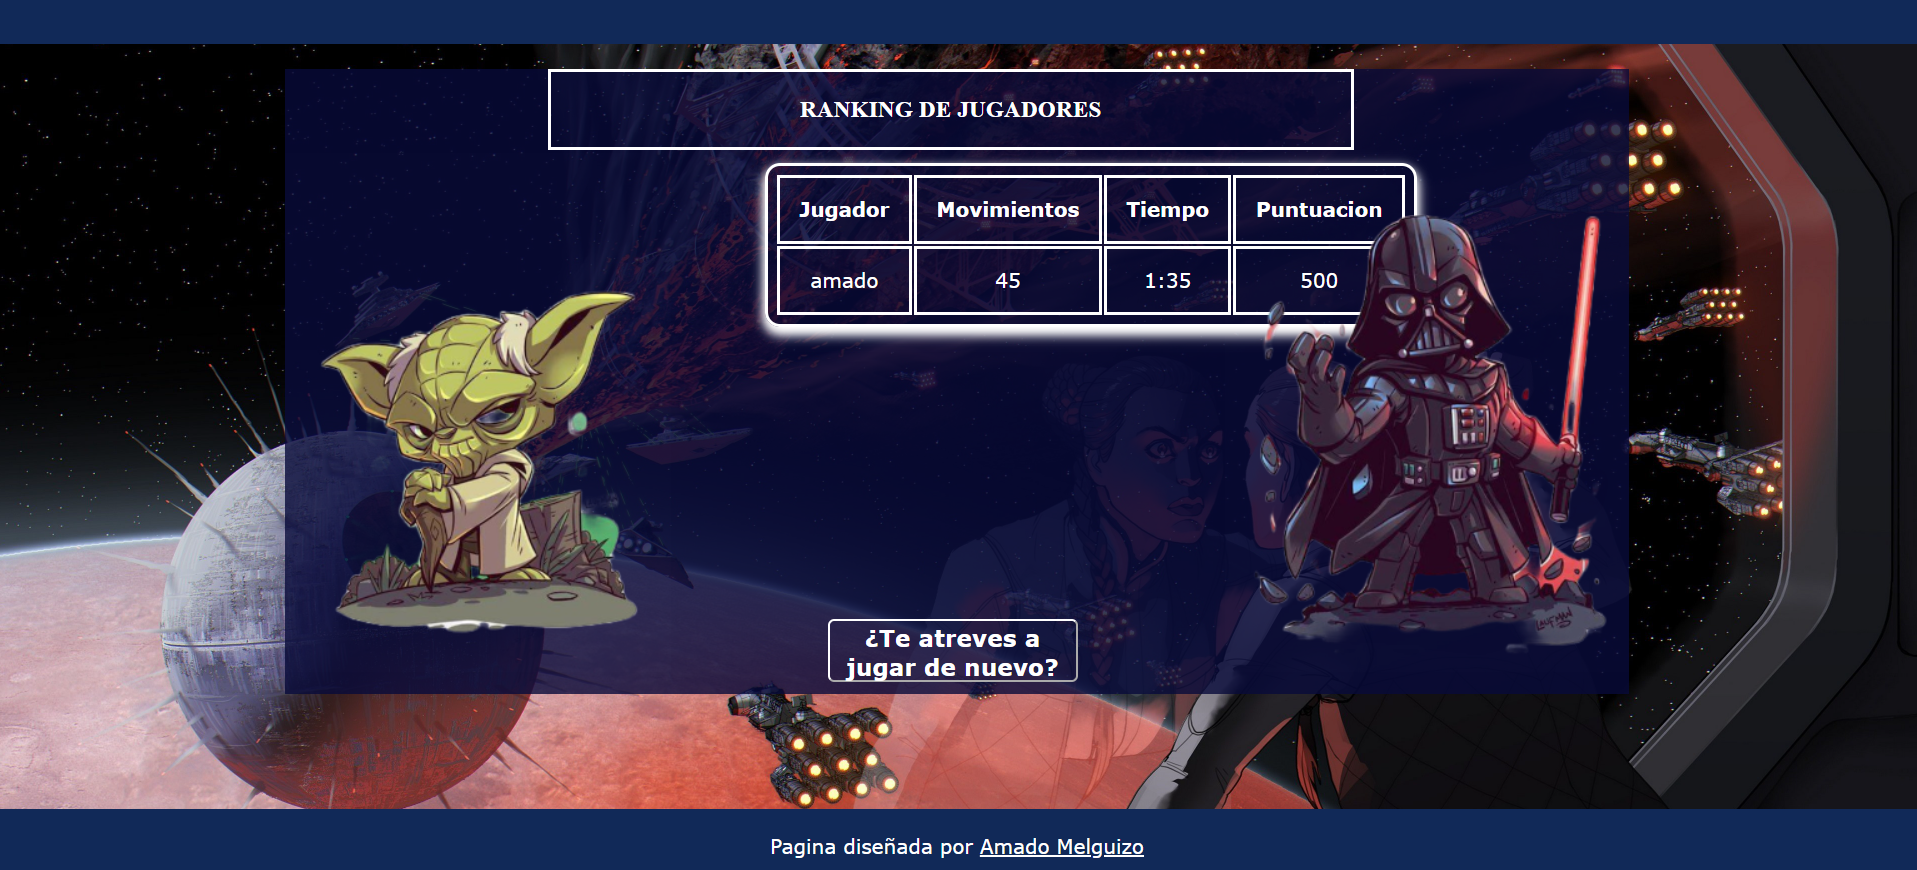 RANKING DE JUGADORES
Jugador Movimientos Tiempo Puntuacion
amado 45 1:35 500
¿Te atreves a
jugar de nuevo?
Pagina diseñada por Amado Melguizo